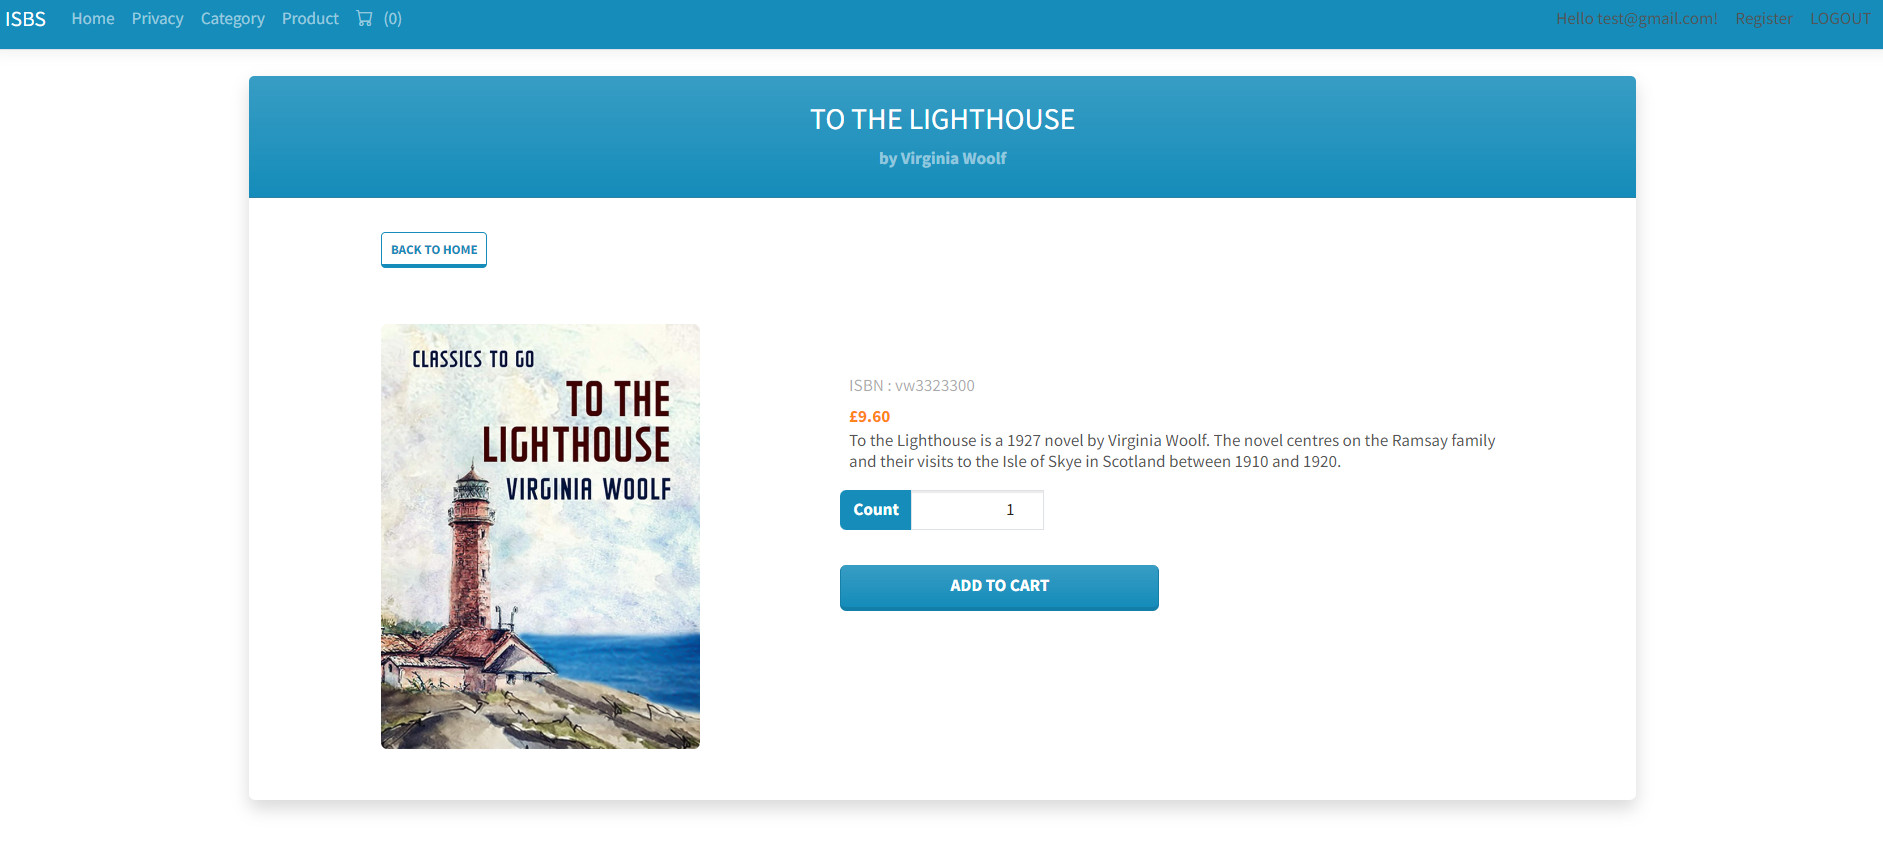 ISBS Home Privacy Category Product (0) Hello test@gmail.com! Register LOGOUT
TO THE LIGHTHOUSE
by Virginia Woolf
BACK TO HOME
CLASSICS TO GO
TO THE
LIGHTHOUSE
VIRGINIA WOOLF
ISBN : vw3323300
£9.60
To the Lighthouse is a 1927 novel by Virginia Woolf. The novel centres on the Ramsay family
and their visits to the Isle of Skye in Scotland between 1910 and 1920.
Count 1
ADD TO CART